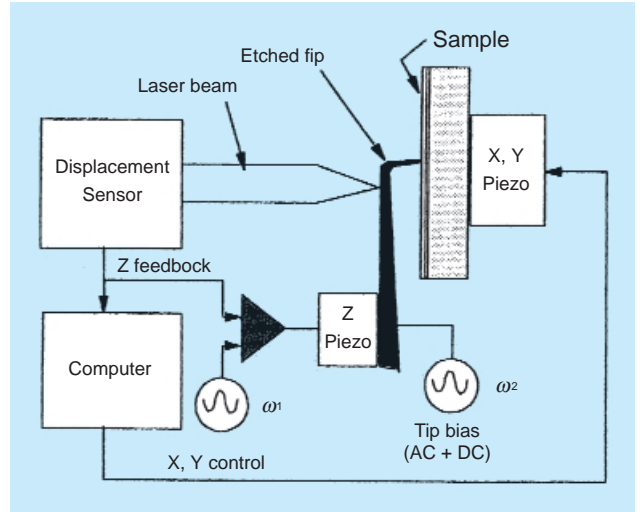 Sample
Etched fip
Laser beam
Displacement
Sensor
X, Y
Piezo
Z feedbock
Z
Piezo
Computer
ω1
ω2
Tip bias
(AC + DC)
X, Y control